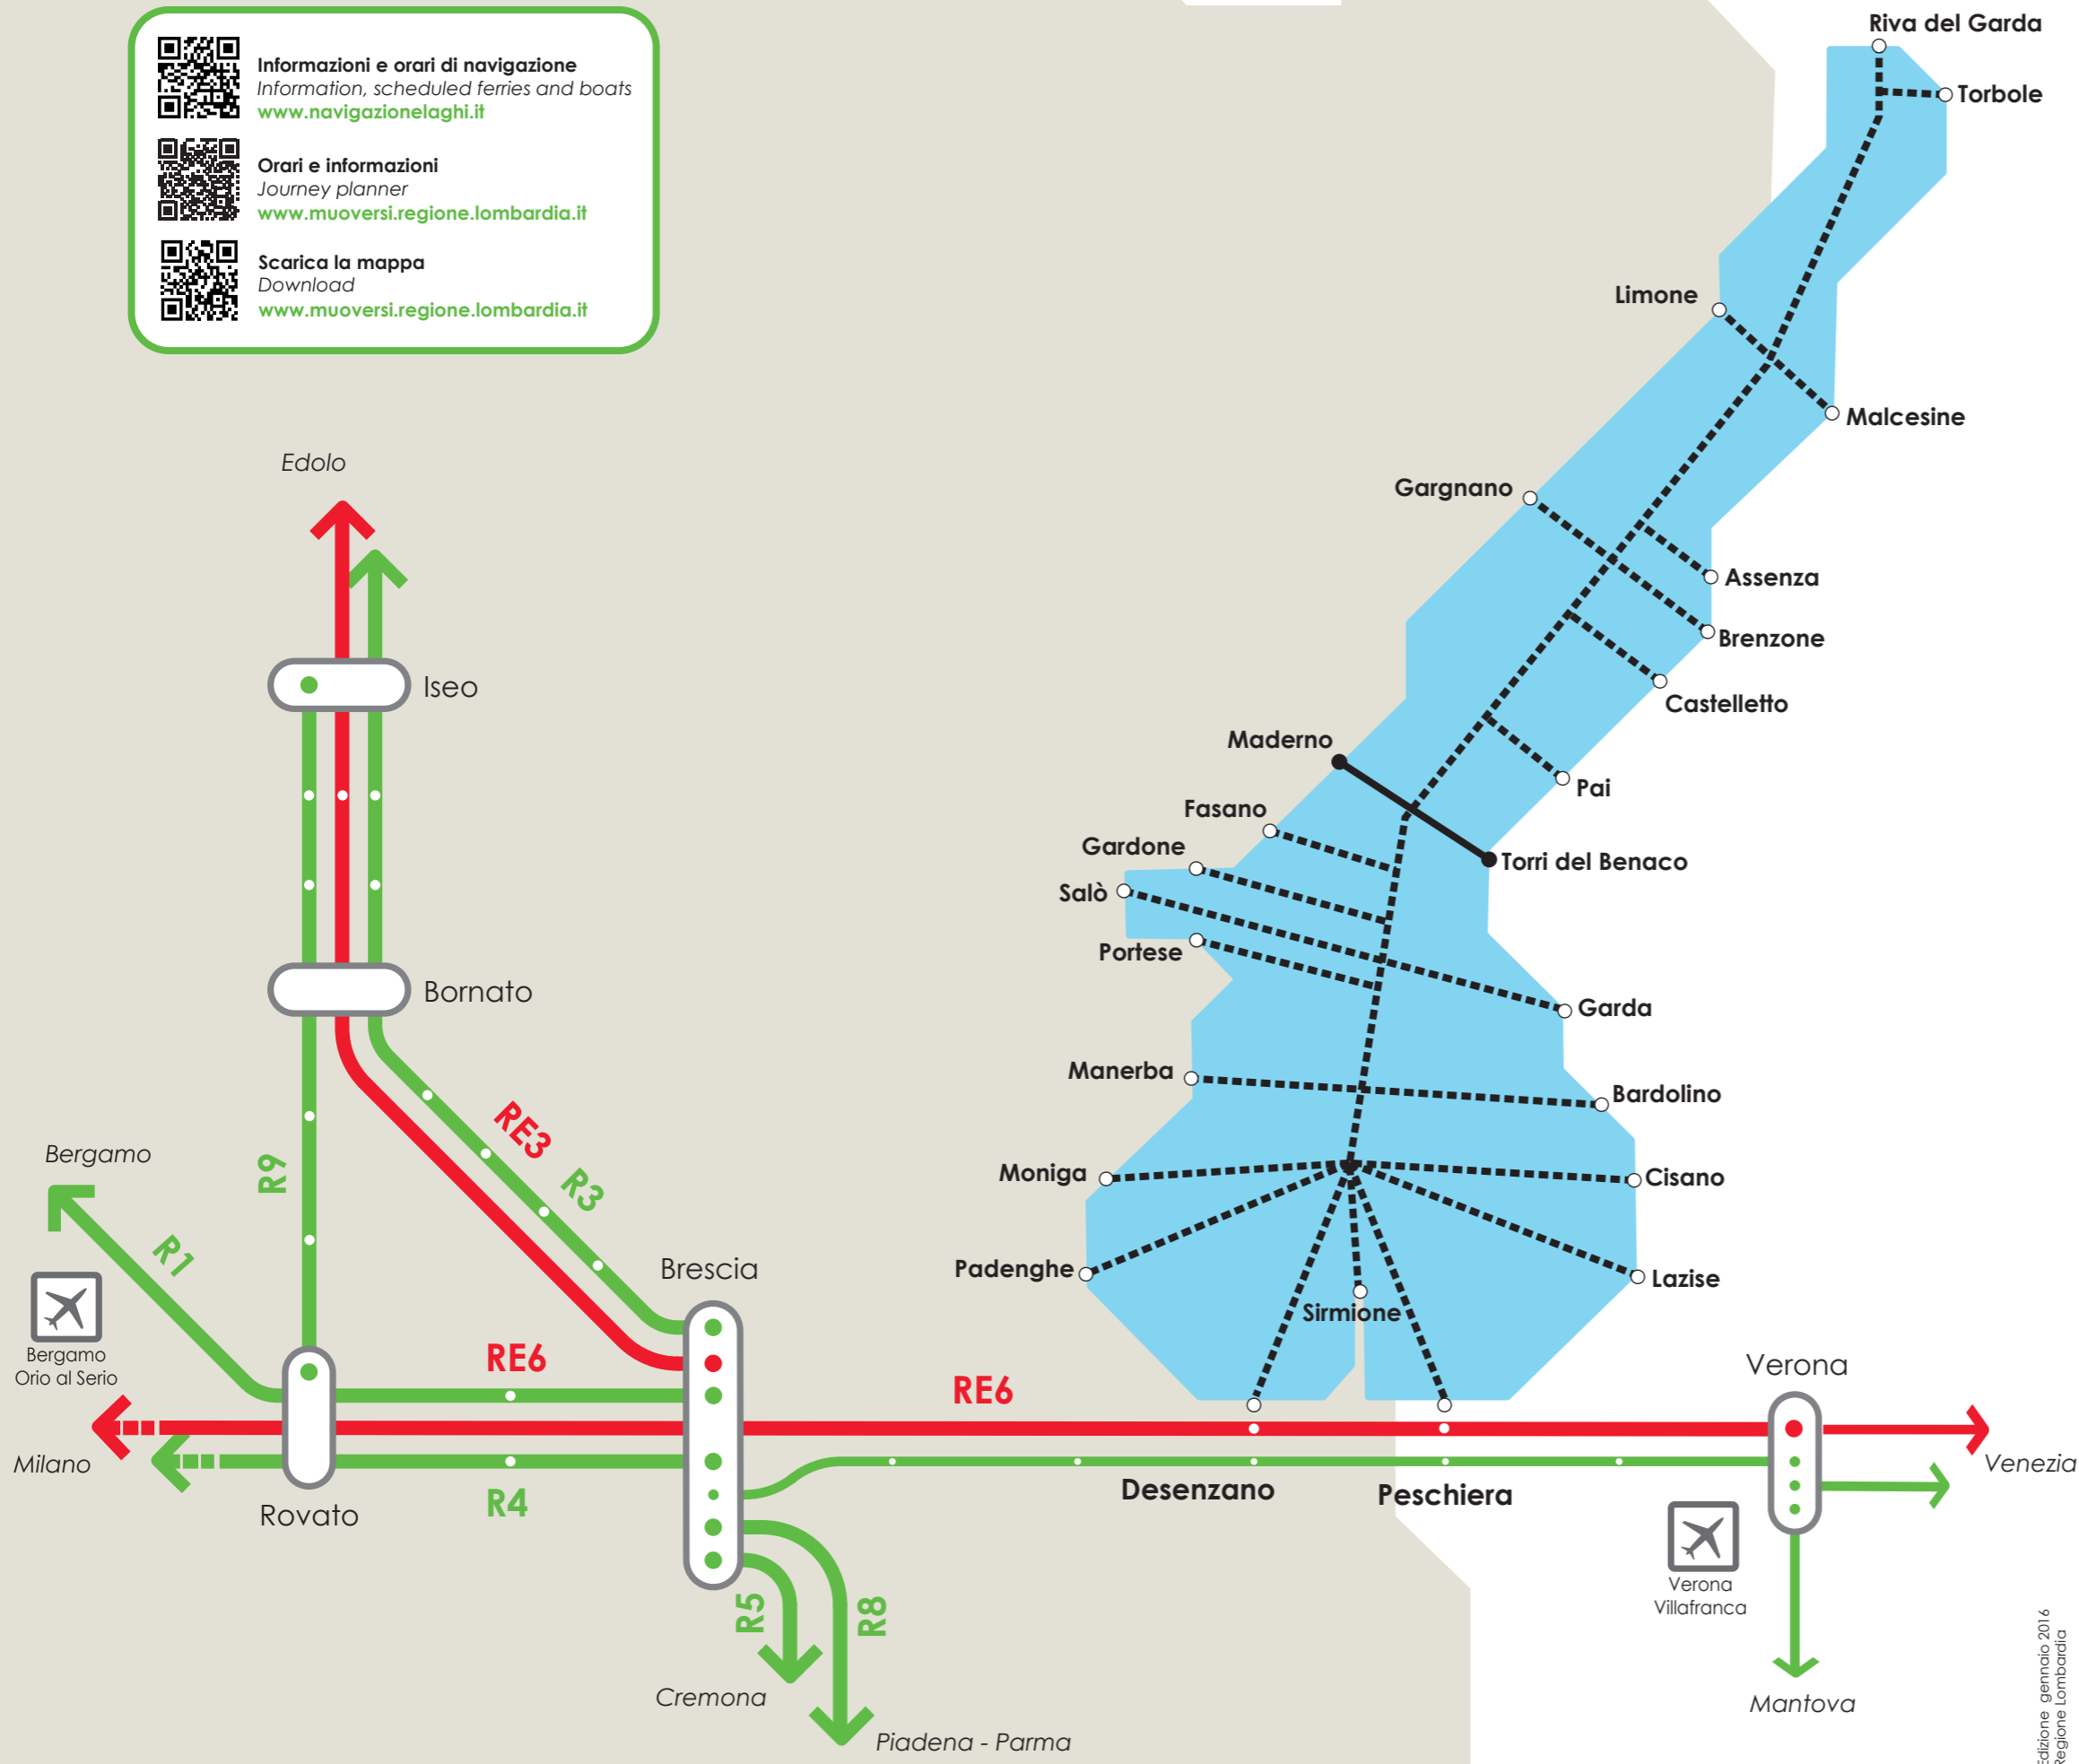 Informazioni e orari di navigazione
Information, scheduled ferries and boats
www.navigazionelaghi.it
Orari e informazioni
Journey planner
www.muoversi.regione.lombardia.it
Scarica la mappa
Download
www.muoversi.regione.lombardia.it
Riva del Garda
Torbole
Limone
Malcesine
Gargnano
Assenza
Brenzone
Castelletto
Maderno
Pai
Fasano
Gardone
Torri del Benaco
Salò
Portese
Garda
Manerba
Bardolino
Moniga
Cisano
Padenghe
Lazise
Sirmione
Edolo
Iseo
Bornato
RE3
R3
R9
Bergamo
R1
Bergamo
Orio al Serio
Brescia
RE6
RE6
Verona
Milano
Venezia
Rovato
R4
Desenzano
Peschiera
Verona
Villafranca
R5
R8
Cremona
Piadena - Parma
Mantova
Edizione gennaio 2016
Regione Lombardia